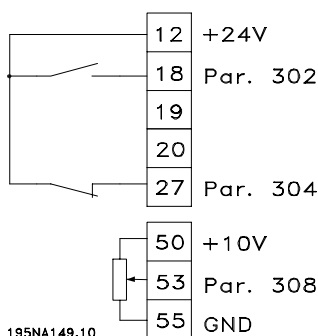 12 +24V
18 Par. 302
19
20
27 Par. 304
50 +10V
53 Par. 308
55 GND
195NA149.10